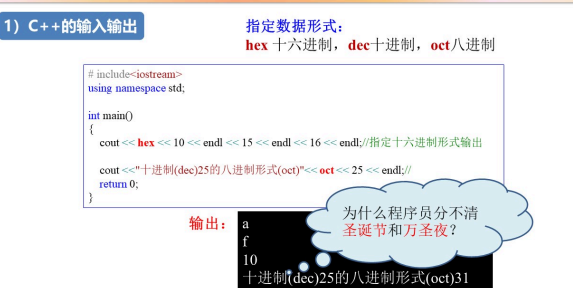 1）C++的输入输出
指定数据形式：
hex 十六进制，dec十进制，oct八进制
# include<iostream>
using namespace std;
int main()
{
cout << hex << 10 << endl << 15 << endl << 16 << endl;//指定十六进制形式输出
cout <<"十进制(dec)25的八进制形式(oct)"<< oct << 25 << endl;//
return 0;
}
输出：
a
f
10
十进制(dec)25的八进制形式(oct)31
为什么程序员分不清
圣诞节和万圣夜？